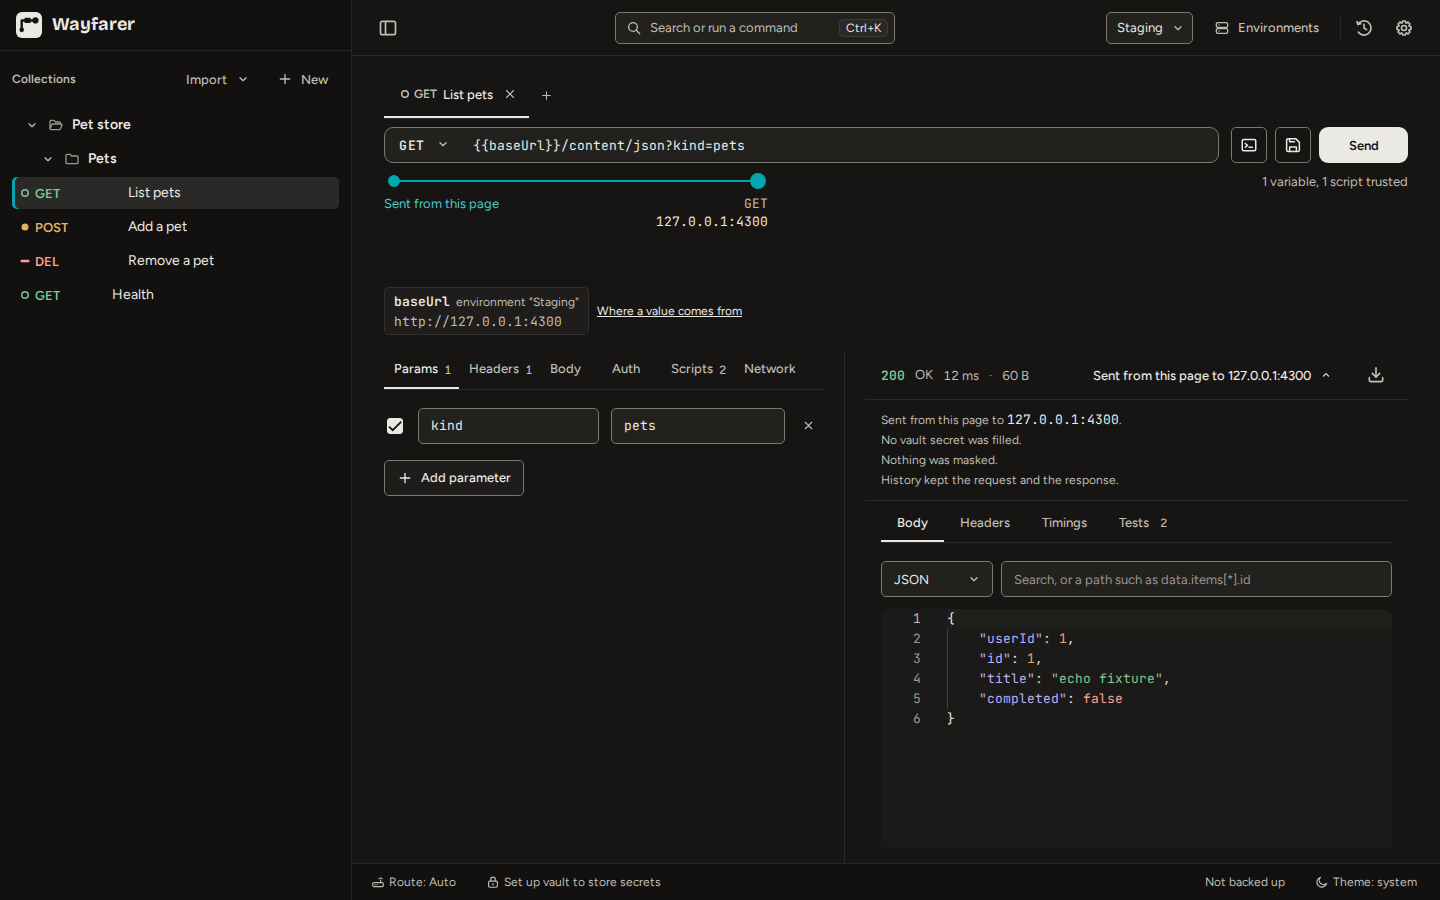 Wayfarer
Search or run a command Ctrl+K
Staging
Environments
Collections
Import
New
Pet store
Pets
GET List pets
POST Add a pet
DEL Remove a pet
GET Health
GET List pets
GET {{baseUrl}}/content/json?kind=pets
Send
1 variable, 1 script trusted
Sent from this page
GET
127.0.0.1:4300
baseUrl environment "Staging"
http://127.0.0.1:4300
Where a value comes from
Params 1 Headers 1 Body Auth Scripts 2 Network
kind pets
Add parameter
200 OK 12 ms · 60 B
Sent from this page to 127.0.0.1:4300
Sent from this page to 127.0.0.1:4300.
No vault secret was filled.
Nothing was masked.
History kept the request and the response.
Body Headers Timings Tests 2
JSON
Search, or a path such as data.items[*].id
1 {
2 "userId": 1,
3 "id": 1,
4 "title": "echo fixture",
5 "completed": false
6 }
Route: Auto
Set up vault to store secrets
Not backed up
Theme: system